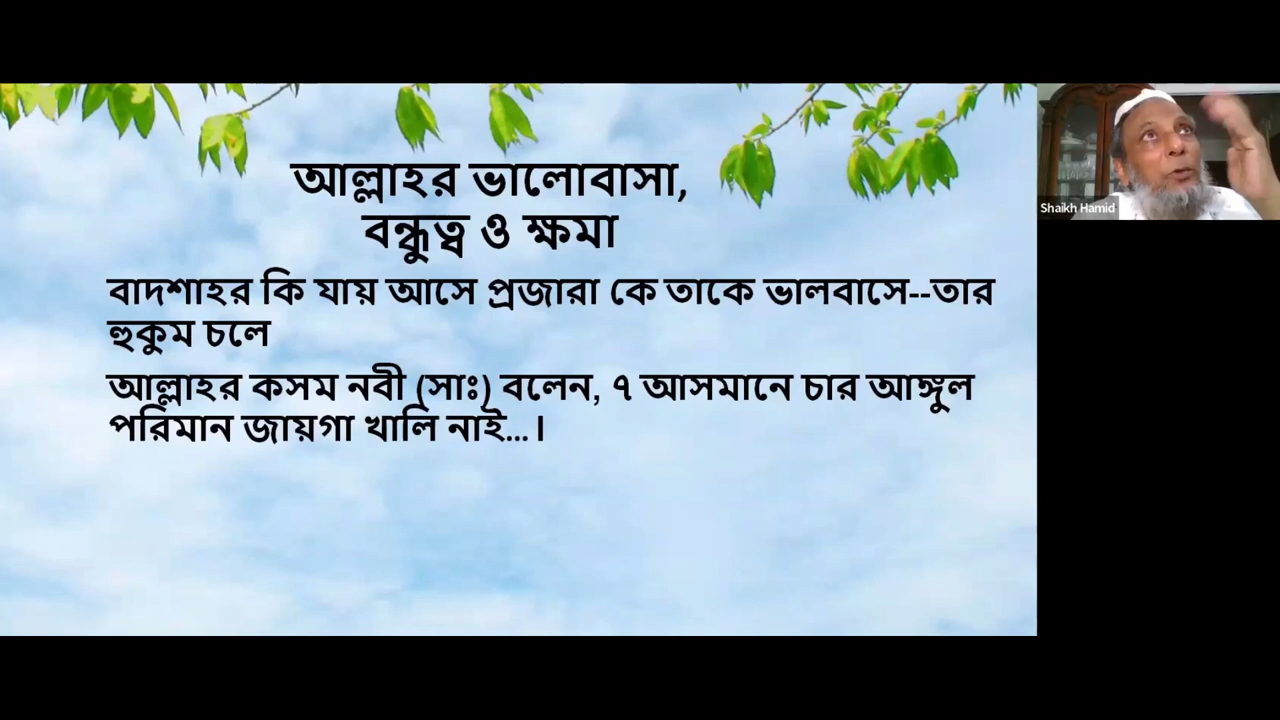 আল্লাহর ভালোবাসা,
বন্ধুত্ব ও ক্ষমা
বাদশাহর কি যায় আসে প্রজারা কে তাকে ভালবাসে--তার
হুকুম চলে
আল্লাহর কসম নবী (সাঃ) বলেন, ৭ আসমানে চার আঙ্গুল
পরিমান জায়গা খালি নাই...।
Shaikh Hamid